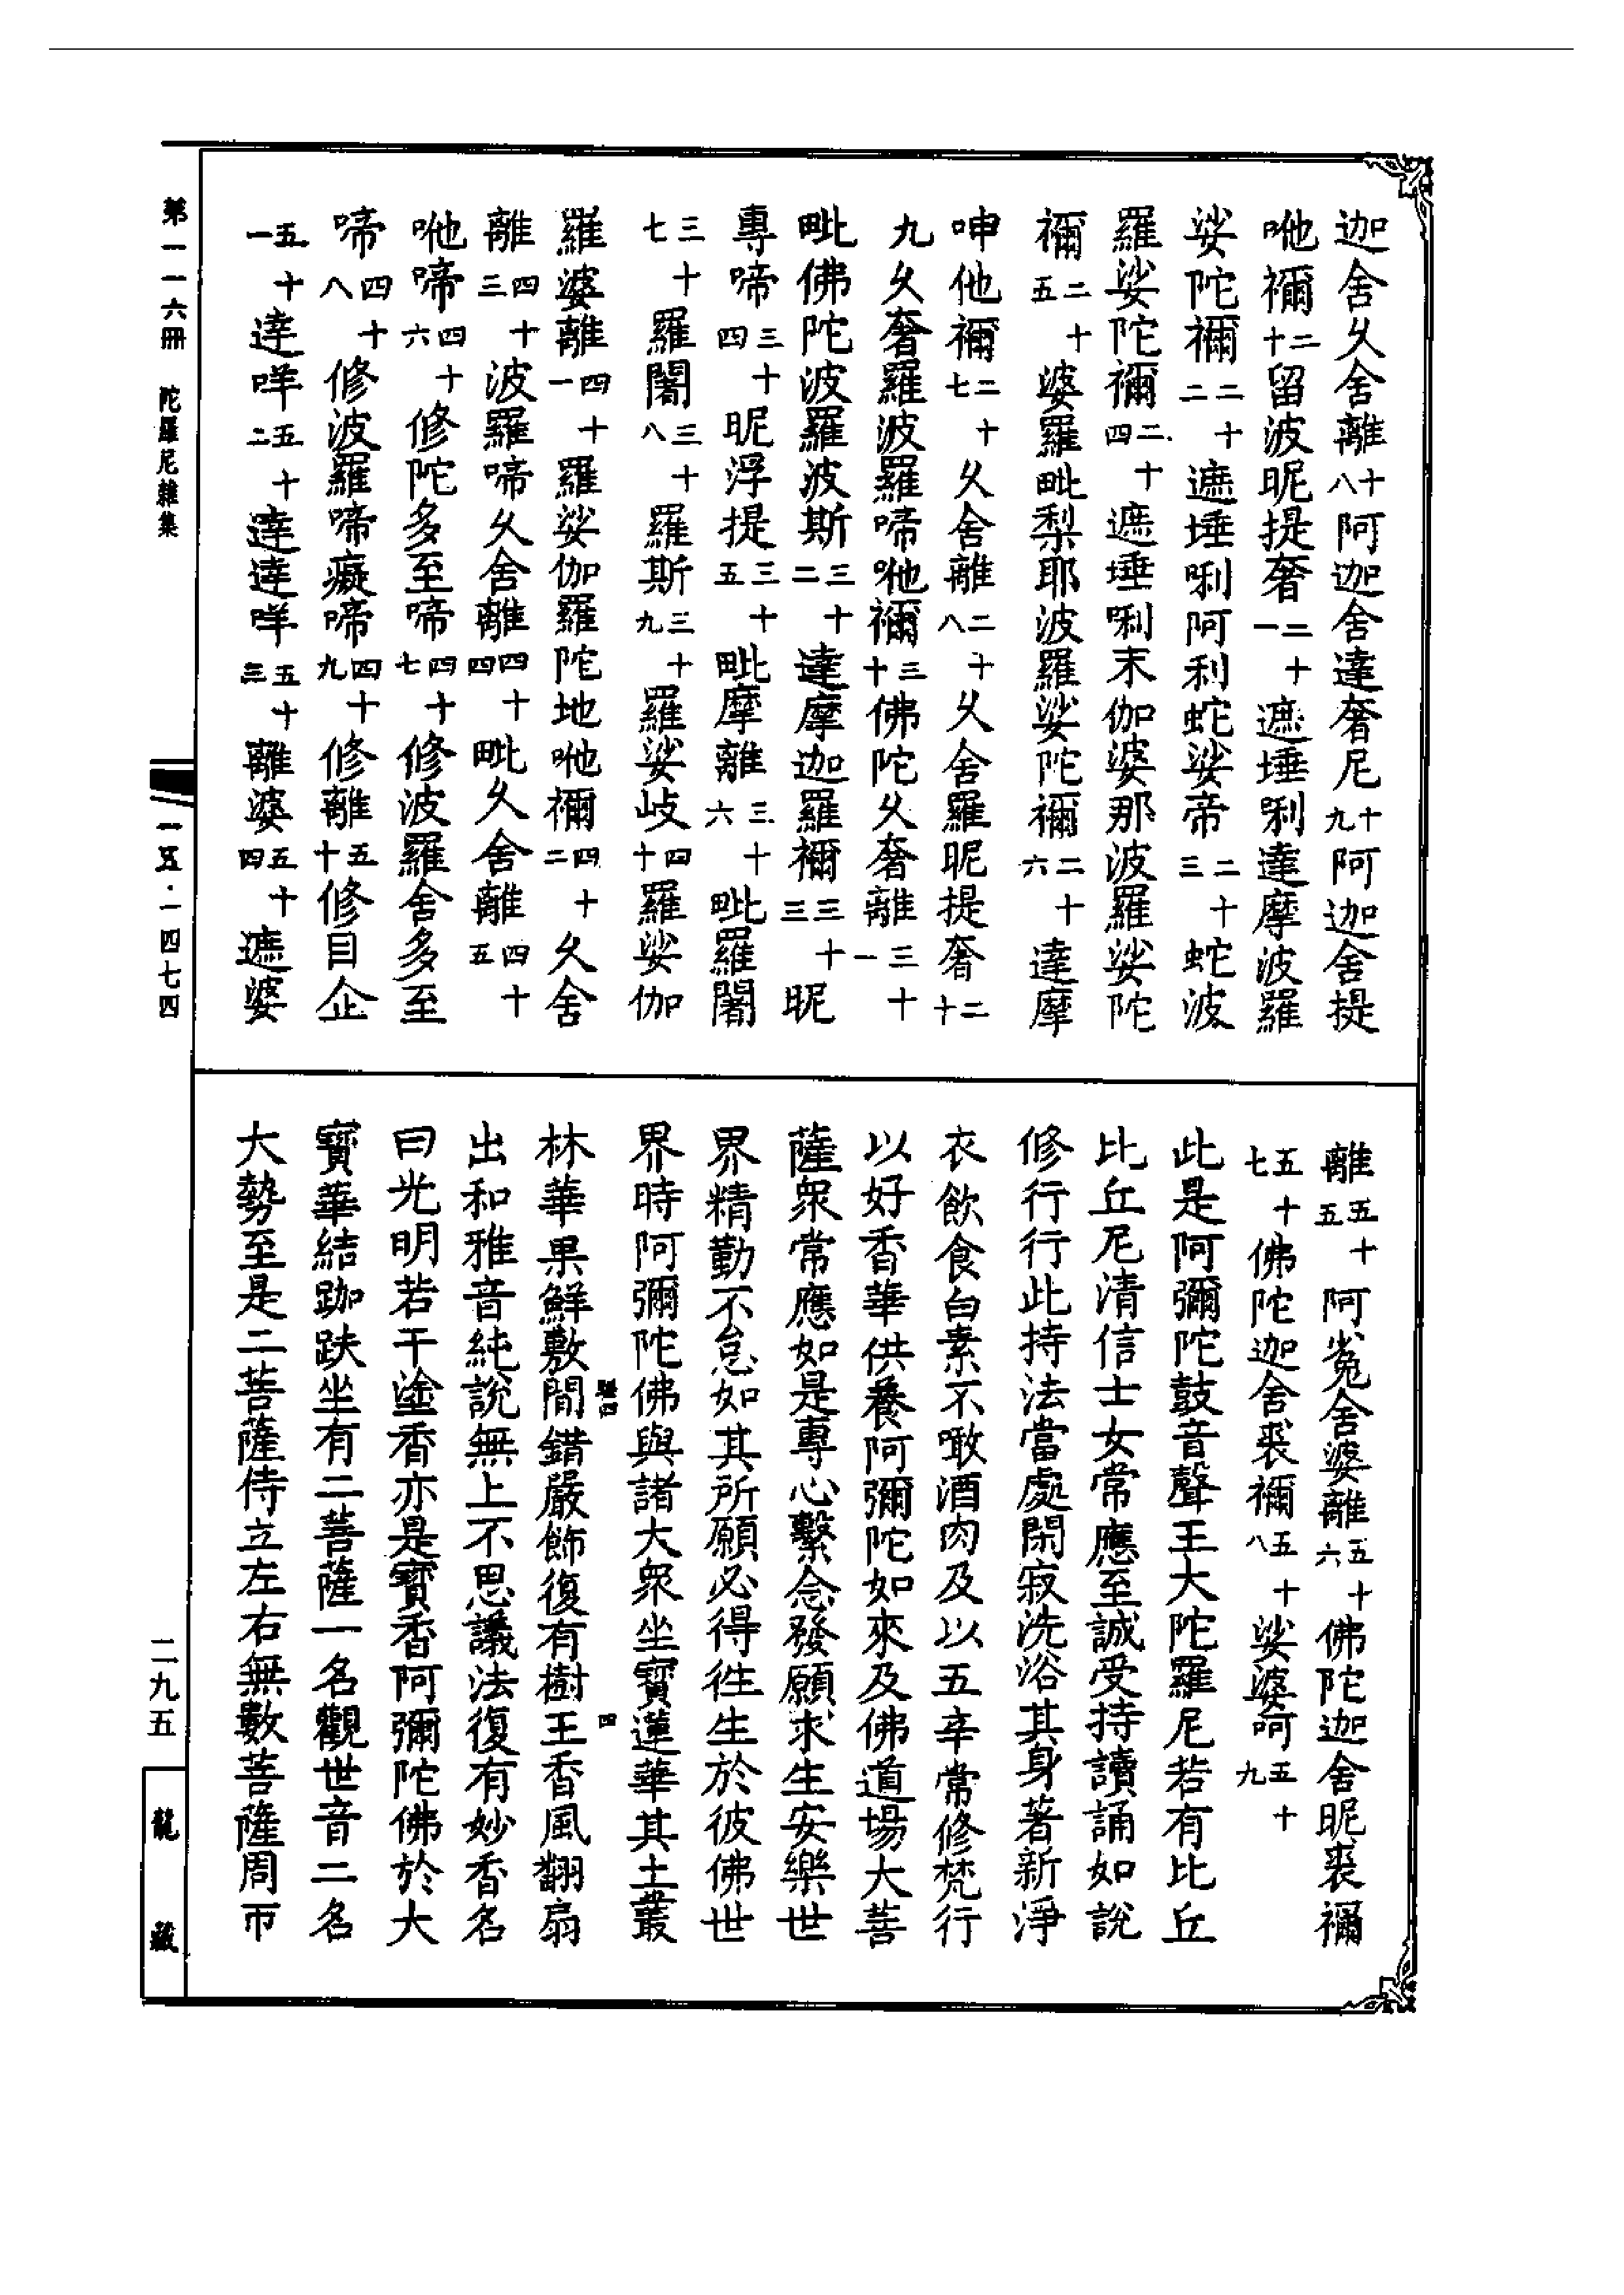 迦舍久舍離十八阿迦舍達奢尼十九阿迦舍提
呭禰二十留波昵提奢二十一遮埵唎達摩波羅
娑陀禰二十二遮埵唎阿利蛇娑帝二十三蛇波
羅娑陀禰二十四遮埵唎末伽婆那波羅娑陀
禰二十五婆羅毗梨耶波羅娑陀禰二十六達摩
呻他禰二十七久舍離二十八久舍羅昵提奢二十
九久奢羅波羅啼呭禰三十佛陀久奢離三十一
毗佛陀波羅波斯三十二達摩迦羅禰三十三昵
專啼三十四昵浮提三十五毗摩離三十六毗羅闍
三十七羅闍三十八羅斯三十九羅娑岐四十羅娑伽
羅婆離四十一羅娑伽羅陀地呭禰四十二久舍
離四十三波羅啼久舍離四十四毗久舍離四十五
呭啼四十六修陀多至啼四十七修波羅舍多至
啼四十八修波羅啼癡啼四十九修離五十修目企
五十一達咩五十二達達咩五十三離婆五十四遮婆
離五十五阿㝹舍婆離五十六佛陀迦舍昵裘禰
五十七佛陀迦舍裘禰五十八娑婆呵五十九
此是阿彌陀鼓音聲王大陀羅尼若有比丘
比丘尼清信士女常應至誠受持讀誦如說
修行行此持法當處閑寂洗浴其身著新淨
衣飲食白素不噉酒肉及以五辛常修梵行
以好香華供養阿彌陀如來及佛道場大菩
薩衆常應如是專心繫念發願求生安樂世
界精勤不怠如其所願必得往生於彼佛世
界時阿彌陀佛與諸大衆坐寶蓮華其土叢
林華果鮮敷間錯嚴飾復有樹王香風翻扇
出和雅音純說無上不思議法復有妙香名
曰光明若干塗香亦是寶香阿彌陀佛於大
寶華結跏趺坐有二菩薩一名觀世音二名
大勢至是二菩薩侍立左右無數菩薩周帀
四
第一一六冊 陀羅尼雜集
一五·一四七四
二九五
龍藏